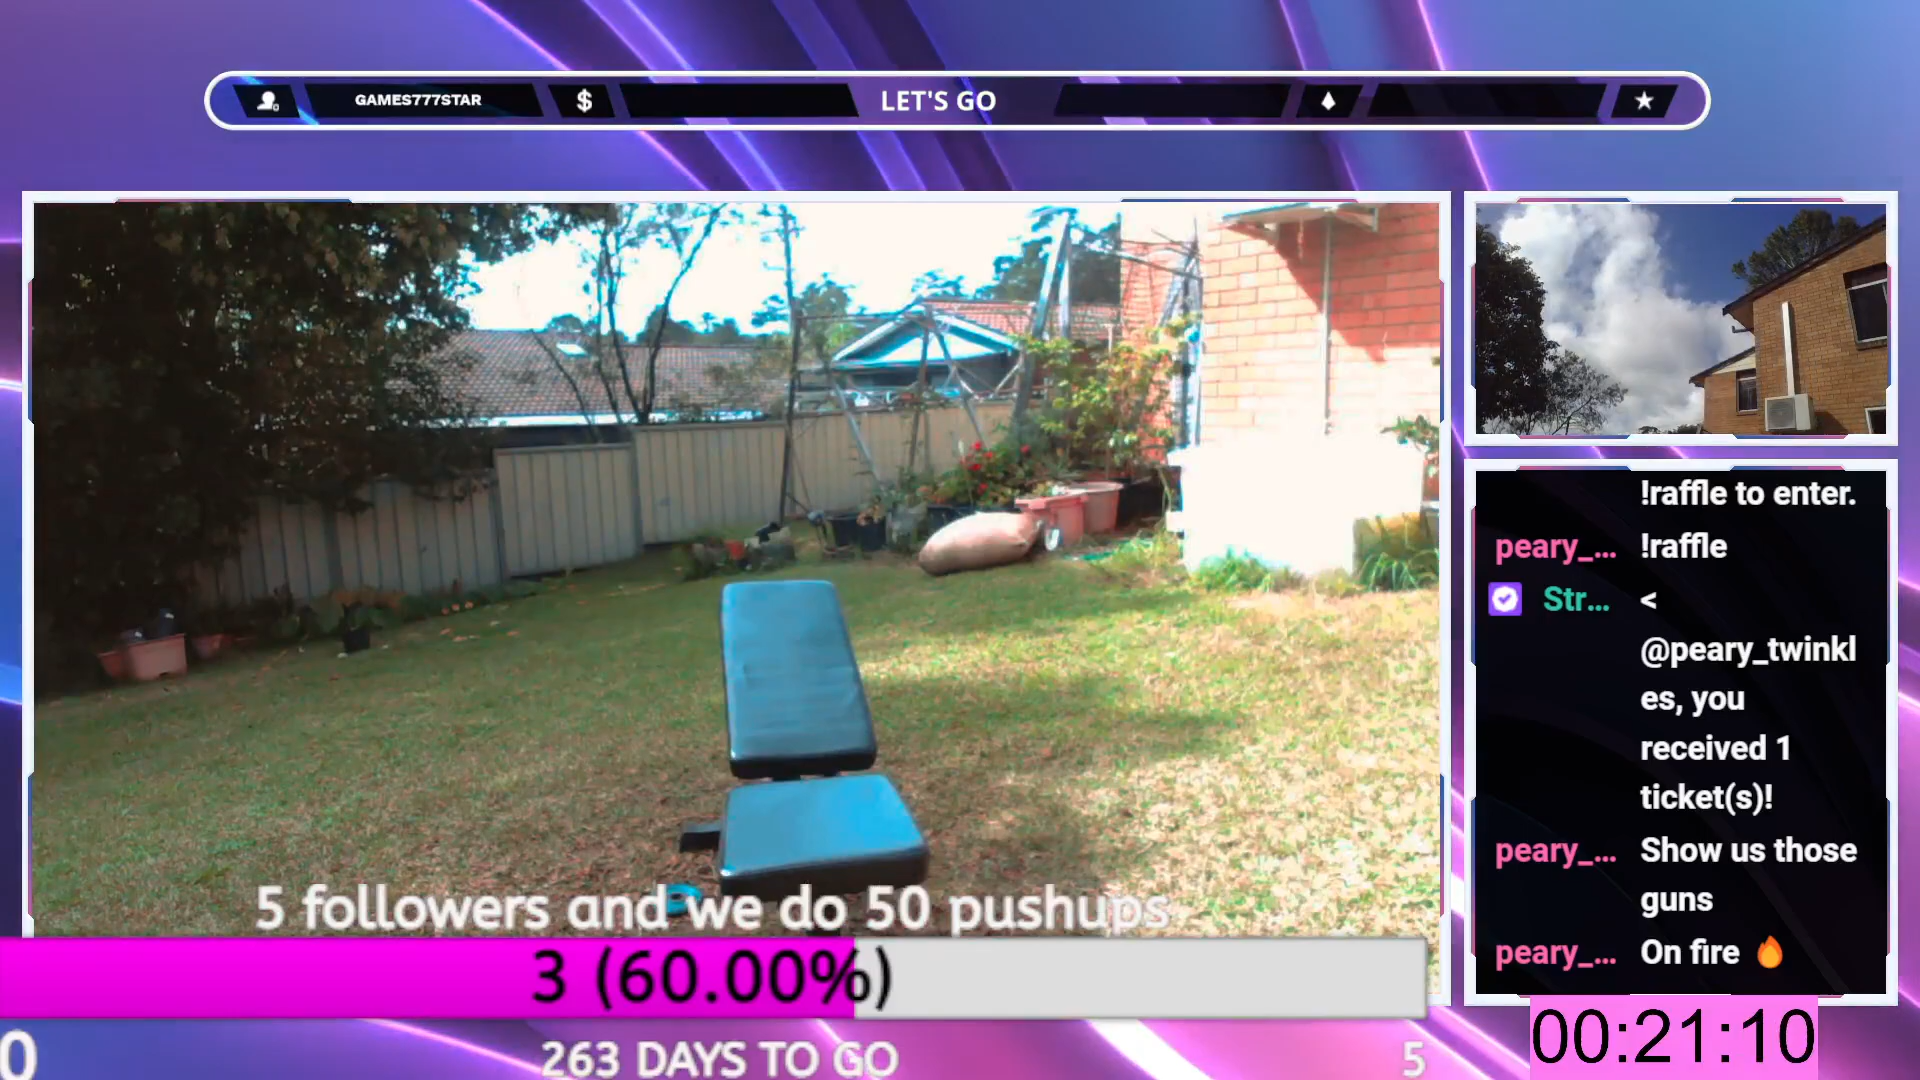 GAMES777STAR
$
LET'S GO
!raffle to enter.
peary_... !raffle
Str... <
@peary_twinkl
es, you
received 1
ticket(s)!
peary_... Show us those
guns
peary_... On fire 🔥
5 followers and we do 50 pushups
3 (60.00%)
0 263 DAYS TO GO 5
00:21:10